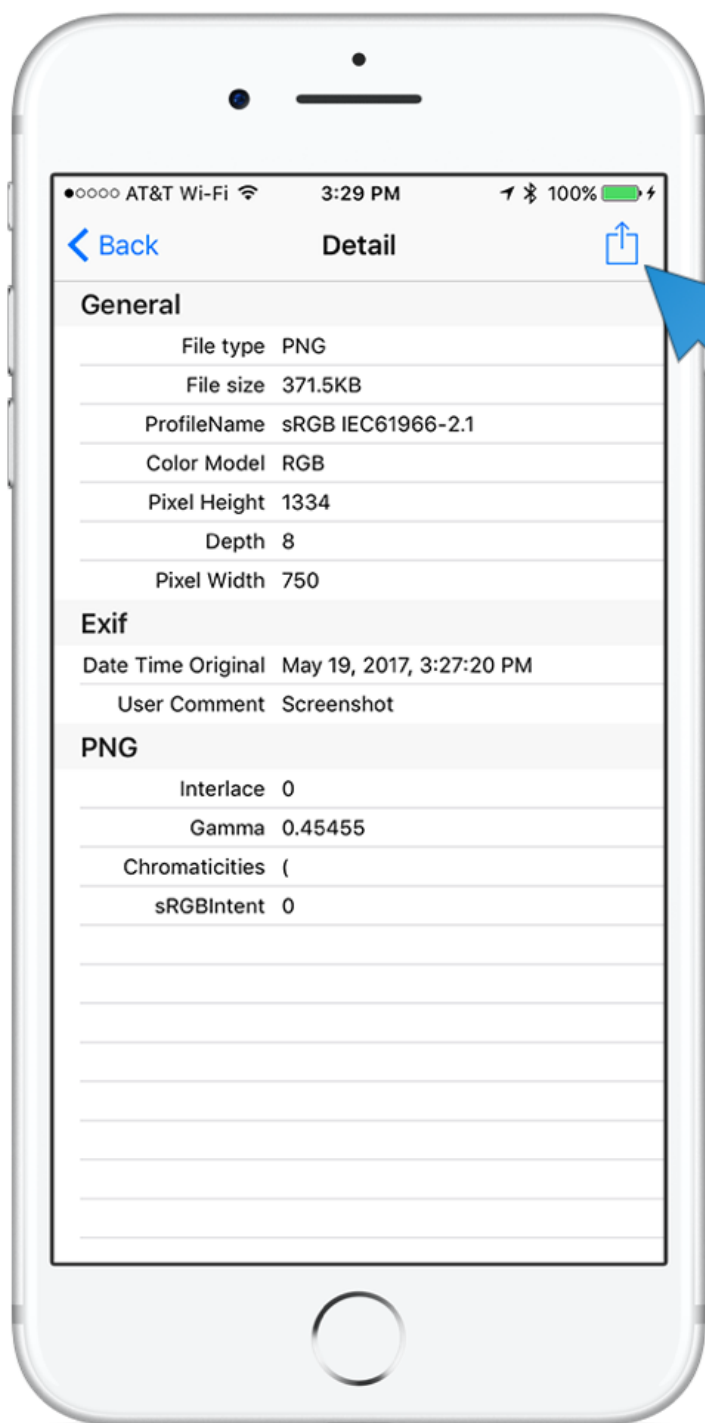 AT&T Wi-Fi 3:29 PM 100%
Back Detail
General
File type PNG
File size 371.5KB
ProfileName sRGB IEC61966-2.1
Color Model RGB
Pixel Height 1334
Depth 8
Pixel Width 750
Exif
Date Time Original May 19, 2017, 3:27:20 PM
User Comment Screenshot
PNG
Interlace 0
Gamma 0.45455
Chromaticities (
sRGBIntent 0